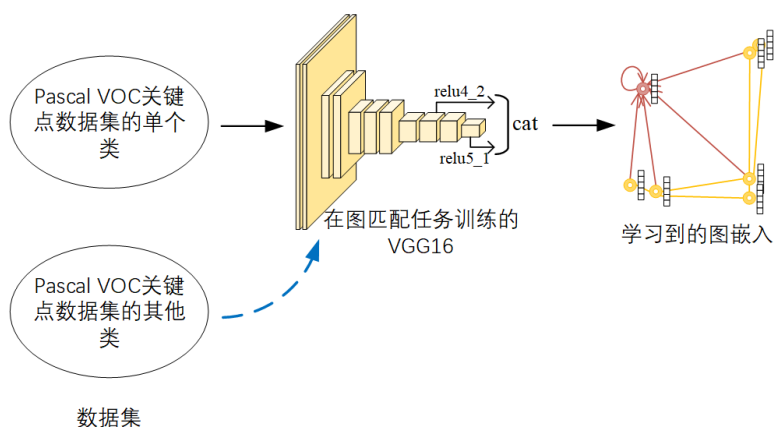 Pascal VOC关键
点数据集的单个
类
relu4_2
cat
relu5_1
在图匹配任务训练的
VGG16
学习到的图嵌入
Pascal VOC关键
点数据集的其他
类
数据集